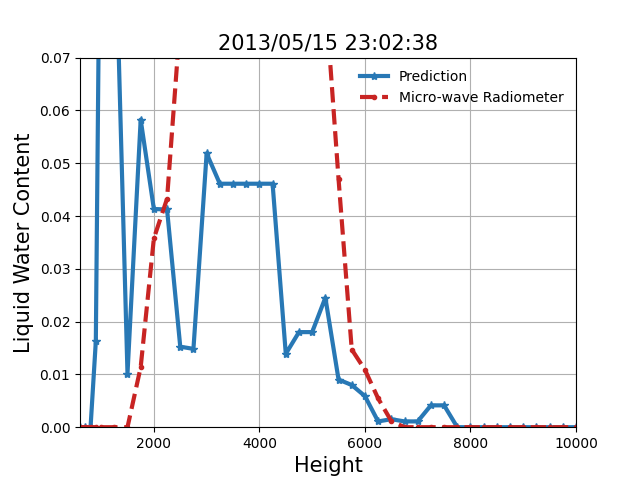 2013/05/15 23:02:38
0.07
0.06
0.05
0.04
0.03
0.02
0.01
0.00
Liquid Water Content
Prediction
Micro-wave Radiometer
2000 4000 6000 8000 10000
Height